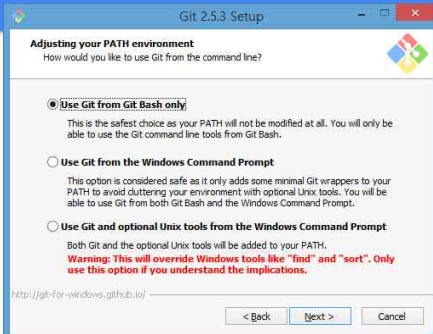 Git 2.5.3 Setup
Adjusting your PATH environment
How would you like to use Git from the command line?
Use Git from Git Bash only
This is the safest choice as your PATH will not be modified at all. You will only be
able to use the Git command line tools from Git Bash.
Use Git from the Windows Command Prompt
This option is considered safe as it only adds some minimal Git wrappers to your
PATH to avoid cluttering your environment with optional Unix tools. You will be
able to use Git from both Git Bash and the Windows Command Prompt.
Use Git and optional Unix tools from the Windows Command Prompt
Both Git and the optional Unix tools will be added to your PATH.
Warning: This will override Windows tools like "find" and "sort". Only
use this option if you understand the implications.
http://git-for-windows.github.io/
< Back Next > Cancel